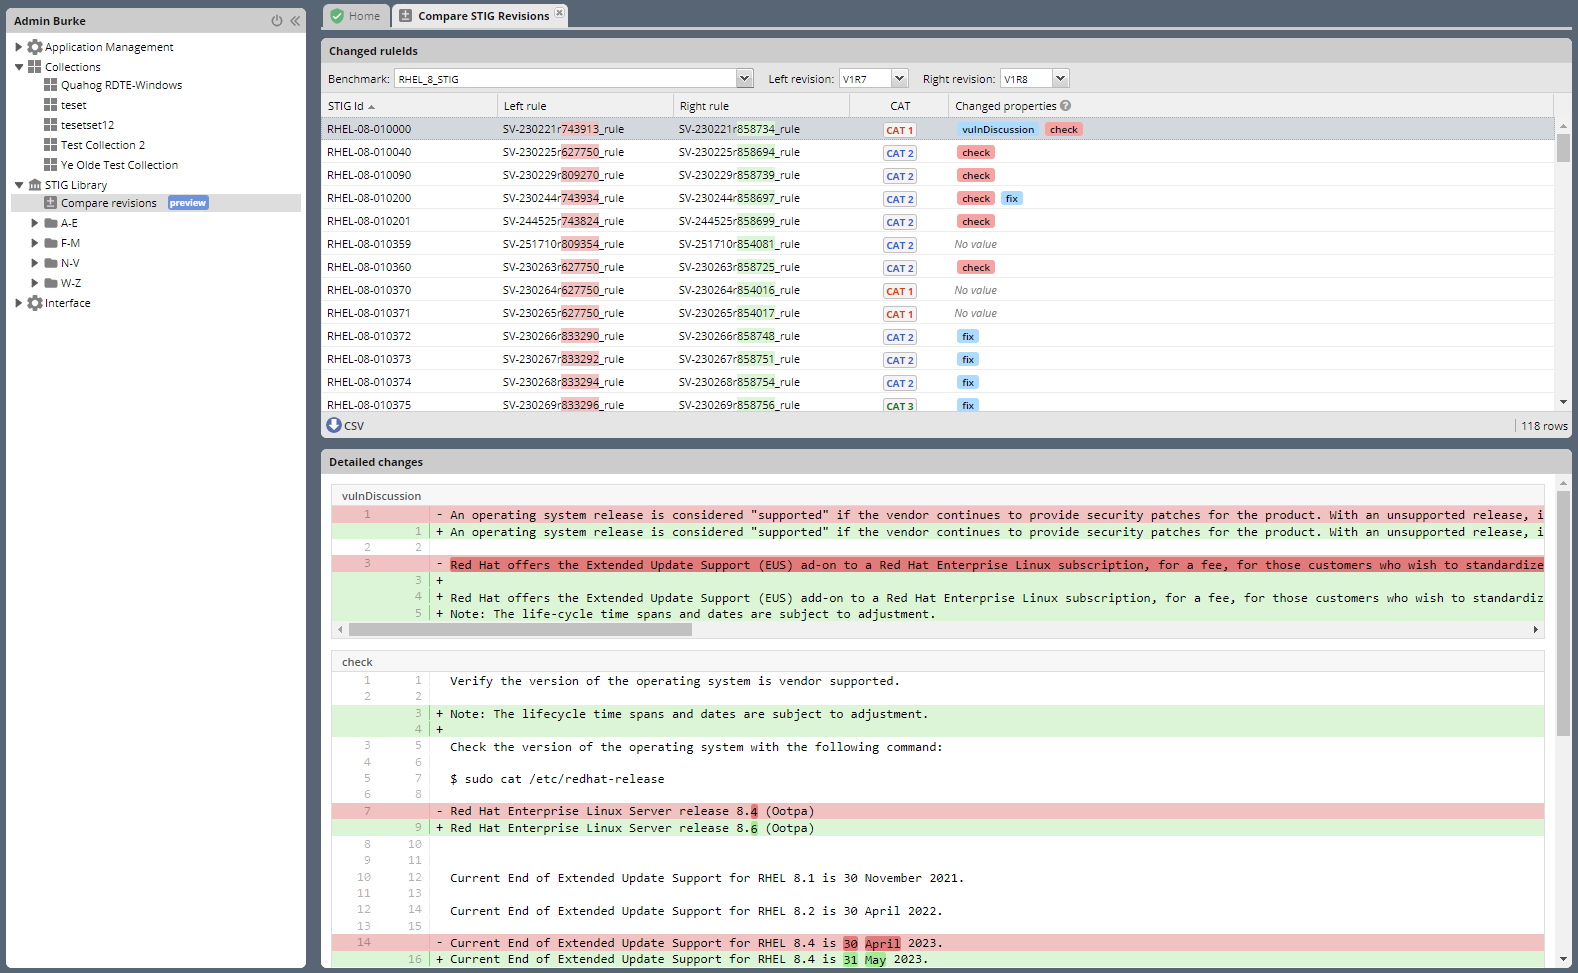 Admin Burke
Application Management
Collections
Quahog RDTE-Windows
teset
tesetset12
Test Collection 2
Ye Olde Test Collection
STIG Library
Compare revisions preview
A-E
F-M
N-V
W-Z
Interface
Home
Compare STIG Revisions
Changed ruleIds
Benchmark: RHEL_8_STIG Left revision: V1R7 Right revision: V1R8
STIG Id Left rule Right rule CAT Changed properties ?
RHEL-08-010000 SV-230221r743913_rule SV-230221r858734_rule CAT 1 vulnDiscussion check
RHEL-08-010040 SV-230225r627750_rule SV-230225r858694_rule CAT 2 check
RHEL-08-010090 SV-230229r809270_rule SV-230229r858739_rule CAT 2 check
RHEL-08-010200 SV-230244r743934_rule SV-230244r858697_rule CAT 2 check fix
RHEL-08-010201 SV-244525r743824_rule SV-244525r858699_rule CAT 2 check
RHEL-08-010359 SV-251710r809354_rule SV-251710r854081_rule CAT 2 No value
RHEL-08-010360 SV-230263r627750_rule SV-230263r858725_rule CAT 2 check
RHEL-08-010370 SV-230264r627750_rule SV-230264r854016_rule CAT 1 No value
RHEL-08-010371 SV-230265r627750_rule SV-230265r854017_rule CAT 1 No value
RHEL-08-010372 SV-230266r833290_rule SV-230266r858748_rule CAT 2 fix
RHEL-08-010373 SV-230267r833292_rule SV-230267r858751_rule CAT 2 fix
RHEL-08-010374 SV-230268r833294_rule SV-230268r858754_rule CAT 2 fix
RHEL-08-010375 SV-230269r833296_rule SV-230269r858756_rule CAT 3 fix
CSV 118 rows
Detailed changes
vulnDiscussion
1 - An operating system release is considered "supported" if the vendor continues to provide security patches for the product. With an unsupported release, i
1 + An operating system release is considered "supported" if the vendor continues to provide security patches for the product. With an unsupported release, i
2 2
3 - Red Hat offers the Extended Update Support (EUS) ad-on to a Red Hat Enterprise Linux subscription, for a fee, for those customers who wish to standardize
3 +
4 + Red Hat offers the Extended Update Support (EUS) add-on to a Red Hat Enterprise Linux subscription, for a fee, for those customers who wish to standardiz
5 + Note: The life-cycle time spans and dates are subject to adjustment.
check
1 1 Verify the version of the operating system is vendor supported.
2 2
3 + Note: The lifecycle time spans and dates are subject to adjustment.
4 +
3 5 Check the version of the operating system with the following command:
4 6
5 7 $ sudo cat /etc/redhat-release
6 8
7 - Red Hat Enterprise Linux Server release 8.4 (Ootpa)
9 + Red Hat Enterprise Linux Server release 8.6 (Ootpa)
8 10
9 11
10 12 Current End of Extended Update Support for RHEL 8.1 is 30 November 2021.
11 13
12 14 Current End of Extended Update Support for RHEL 8.2 is 30 April 2022.
13 15
14 - Current End of Extended Update Support for RHEL 8.4 is 30 April 2023.
16 + Current End of Extended Update Support for RHEL 8.4 is 31 May 2023.